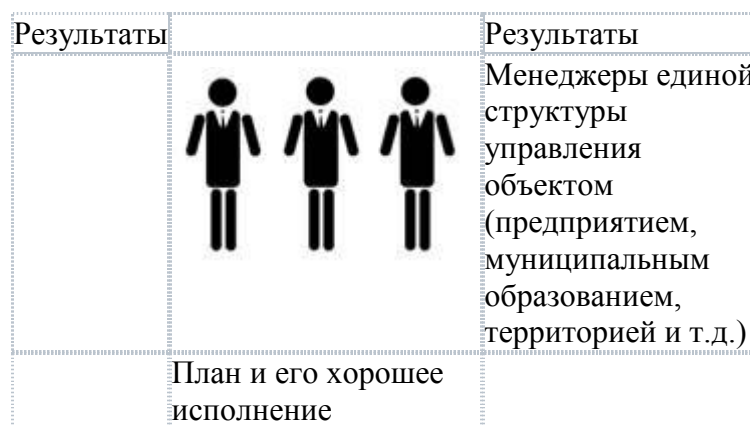 Результаты Результаты
Менеджеры единой
структуры
управления
объектом
(предприятием,
муниципальным
образованием,
территорией и т.д.)
План и его хорошее
исполнение